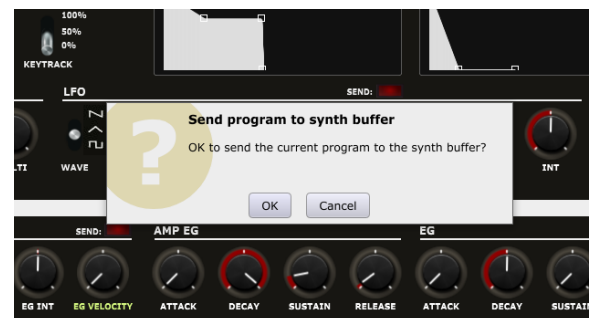 100%
50%
0%
KEYTRACK
LFO
SEND:
Send program to synth buffer
OK to send the current program to the synth buffer?
OK
Cancel
LTI
WAVE
INT
SEND:
AMP EG
EG
EG INT
EG VELOCITY
ATTACK
DECAY
SUSTAIN
RELEASE
ATTACK
DECAY
SUSTAI